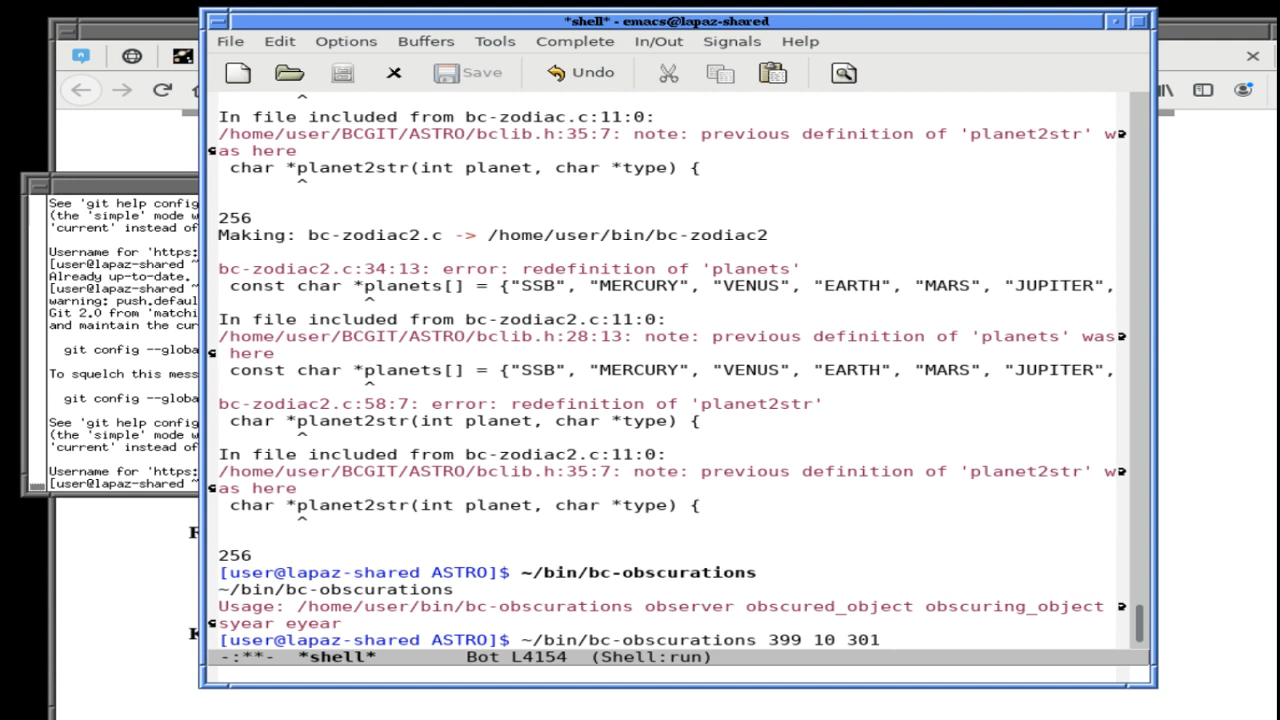 *shell* - emacs@lapaz-shared
File Edit Options Buffers Tools Complete In/Out Signals Help
Save Undo
^
In file included from bc-zodiac.c:11:0:
/home/user/BCGIT/ASTRO/bclib.h:35:7: note: previous definition of 'planet2str' w
as here
char *planet2str(int planet, char *type) {
^
256
Making: bc-zodiac2.c -> /home/user/bin/bc-zodiac2
bc-zodiac2.c:34:13: error: redefinition of 'planets'
const char *planets[] = {"SSB", "MERCURY", "VENUS", "EARTH", "MARS", "JUPITER",
^
In file included from bc-zodiac2.c:11:0:
/home/user/BCGIT/ASTRO/bclib.h:28:13: note: previous definition of 'planets' was
here
const char *planets[] = {"SSB", "MERCURY", "VENUS", "EARTH", "MARS", "JUPITER",
^
bc-zodiac2.c:58:7: error: redefinition of 'planet2str'
char *planet2str(int planet, char *type) {
^
In file included from bc-zodiac2.c:11:0:
/home/user/BCGIT/ASTRO/bclib.h:35:7: note: previous definition of 'planet2str' w
as here
char *planet2str(int planet, char *type) {
^
256
[user@lapaz-shared ASTRO]$ ~/bin/bc-obscurations
~/bin/bc-obscurations
Usage: /home/user/bin/bc-obscurations observer obscured_object obscuring_object
syear eyear
[user@lapaz-shared ASTRO]$ ~/bin/bc-obscurations 399 10 301
-:**- *shell* Bot L4154 (Shell:run)
See 'git help config
(the 'simple' mode w
'current' instead of
Username for 'https:
[user@lapaz-shared ~
Already up-to-date.
[user@lapaz-shared ~
warning: push.defaul
Git 2.0 from 'matchi
and maintain the cur
git config --globa
To squelch this mess
git config --globa
See 'git help config
(the 'simple' mode w
'current' instead of
Username for 'https:
[user@lapaz-shared ~